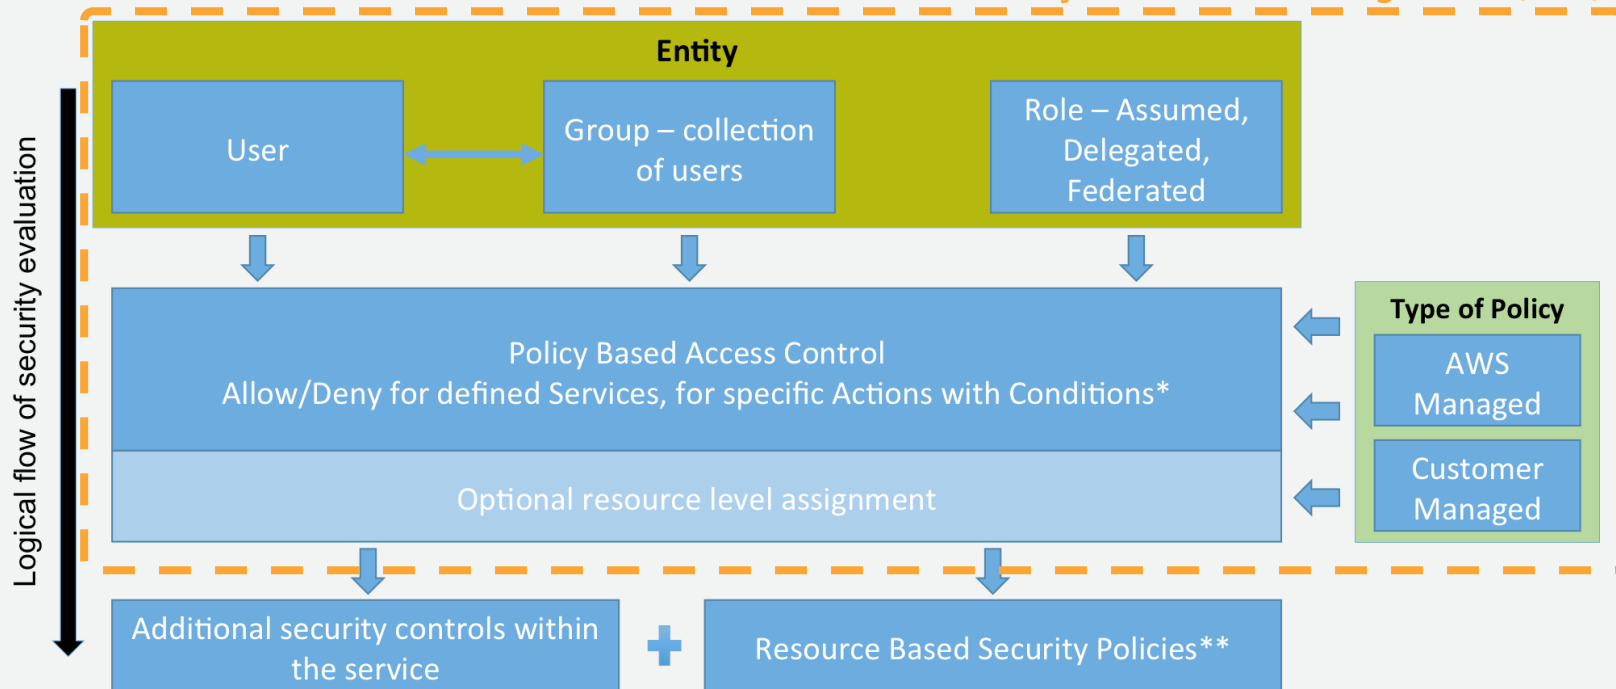 Entity
User
Group – collection
of users
Role – Assumed,
Delegated,
Federated
Logical flow of security evaluation
Policy Based Access Control
Allow/Deny for defined Services, for specific Actions with Conditions*
Optional resource level assignment
Type of Policy
AWS
Managed
Customer
Managed
Additional security controls within
the service
Resource Based Security Policies**